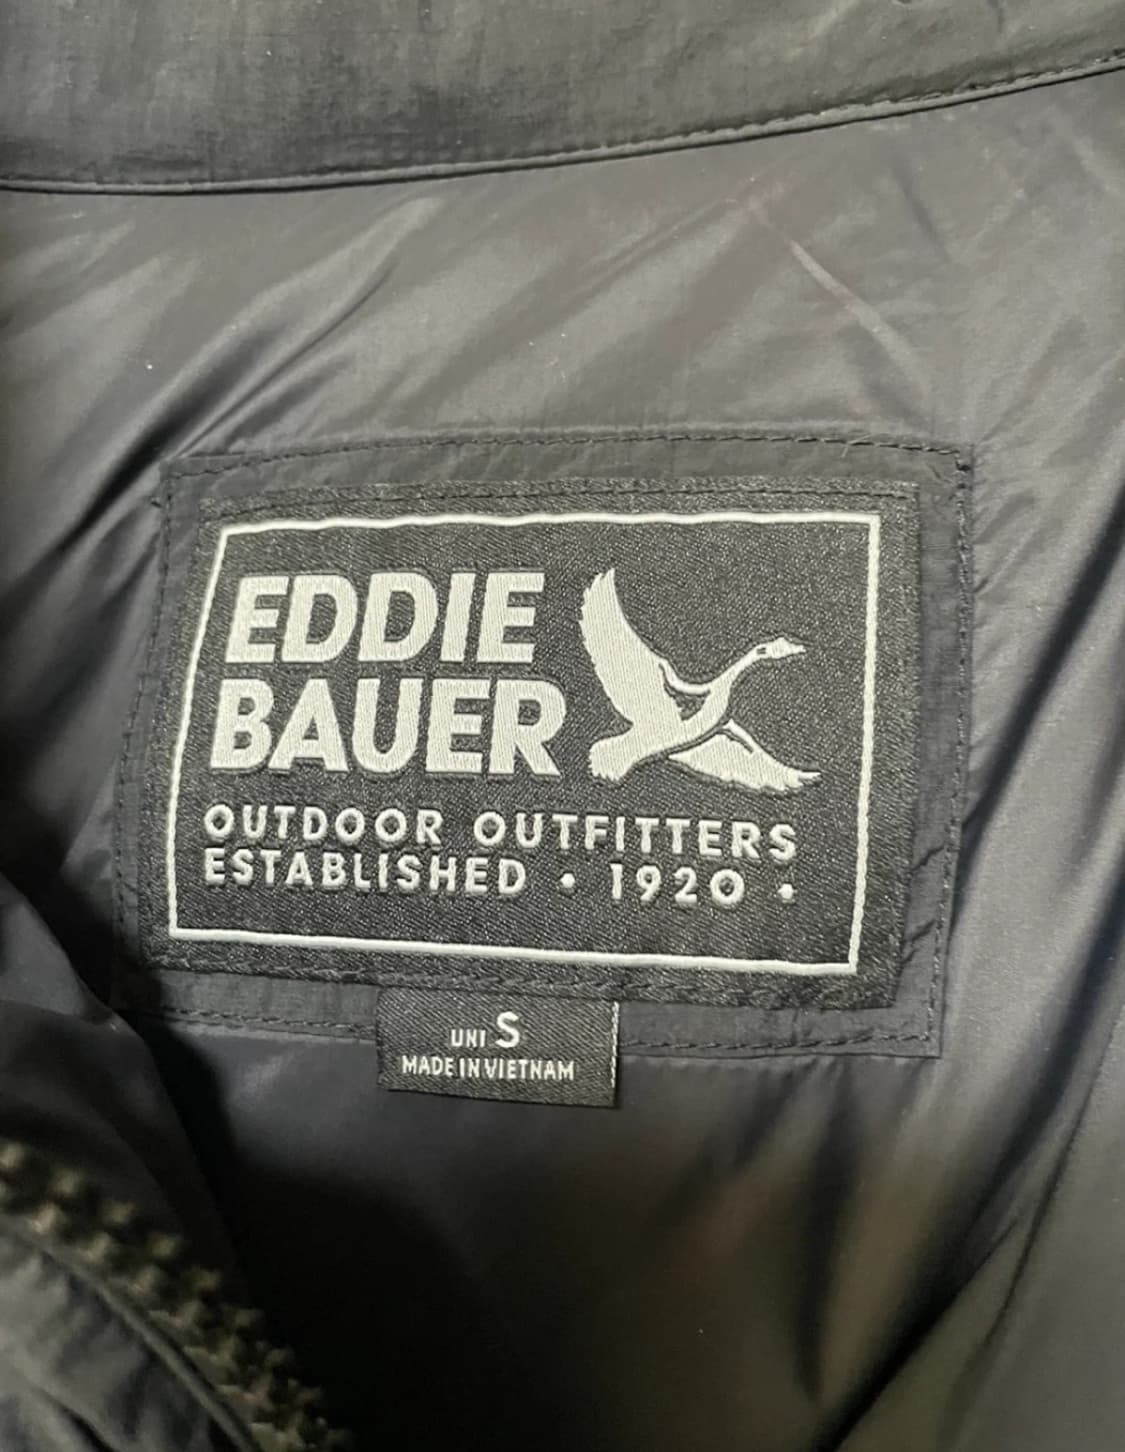 EDDIE
BAUER
OUTDOOR OUTFITTERS
ESTABLISHED • 1920 •
UNI S
MADE IN VIETNAM